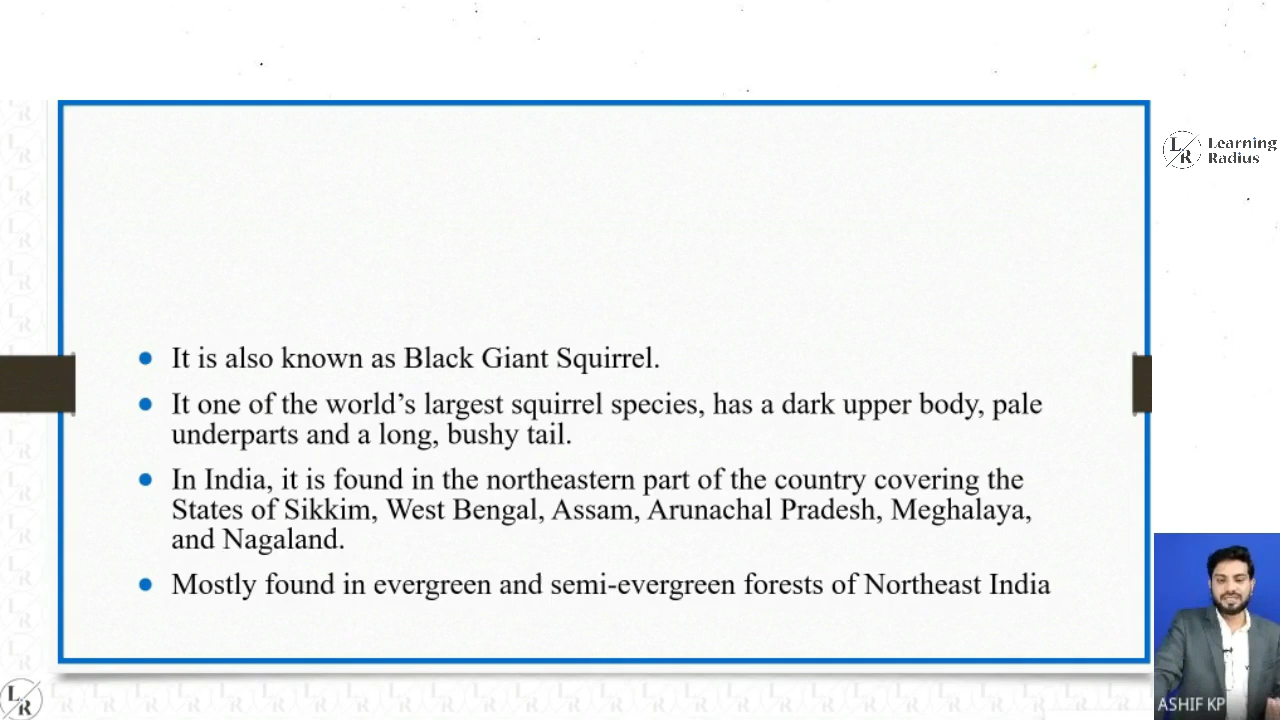 L R Learning
Radius
It is also known as Black Giant Squirrel.
It one of the world’s largest squirrel species, has a dark upper body, pale
underparts and a long, bushy tail.
In India, it is found in the northeastern part of the country covering the
States of Sikkim, West Bengal, Assam, Arunachal Pradesh, Meghalaya,
and Nagaland.
Mostly found in evergreen and semi-evergreen forests of Northeast India
L R
ASHIF KP